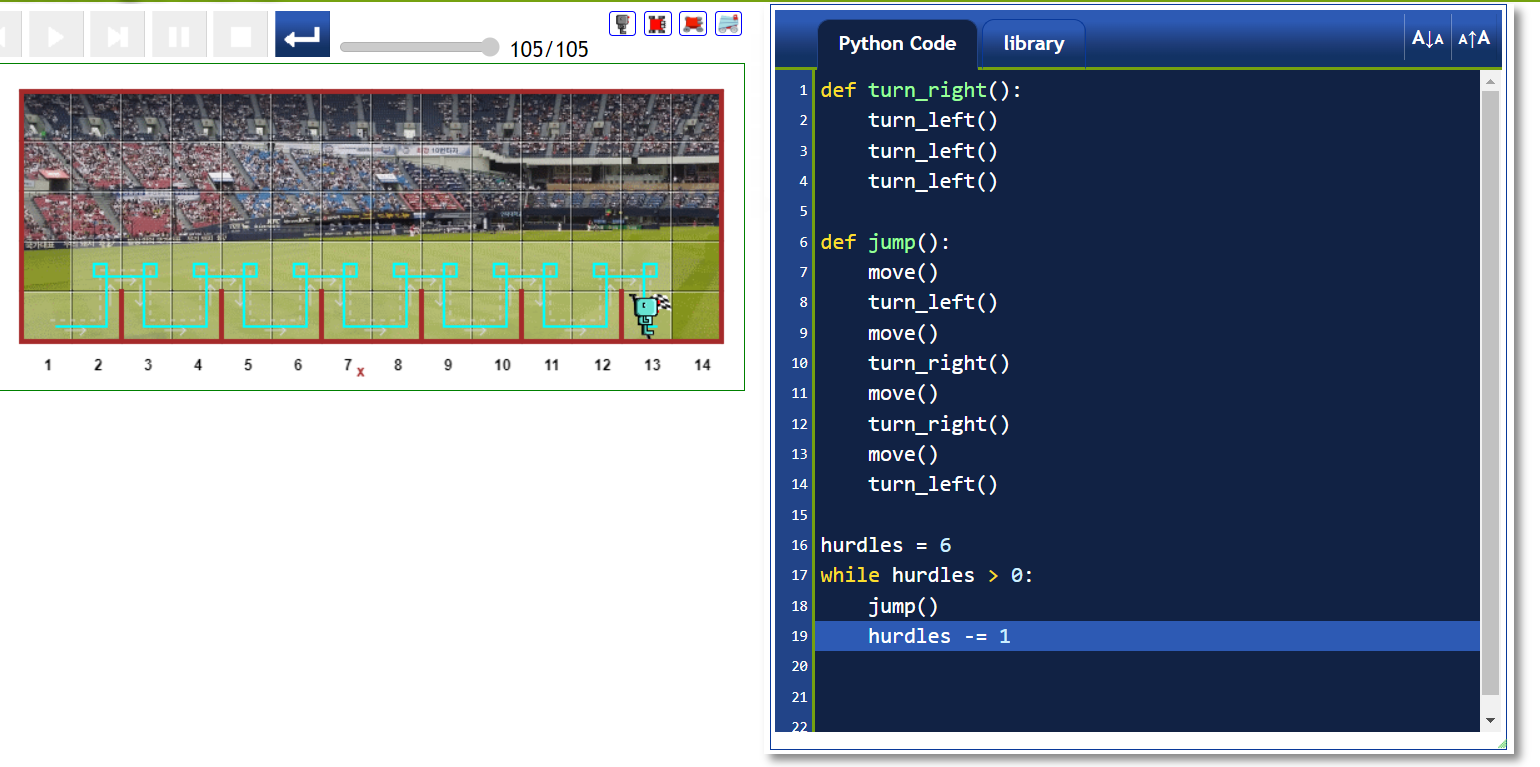 105/105
Python Code
library
A↓A
A↑A
1 def turn_right():
2 turn_left()
3 turn_left()
4 turn_left()
5
6 def jump():
7 move()
8 turn_left()
9 move()
10 turn_right()
11 move()
12 turn_right()
13 move()
14 turn_left()
15
16 hurdles = 6
17 while hurdles > 0:
18 jump()
19 hurdles -= 1
20
21
22
1 2 3 4 5 6 7 x 8 9 10 11 12 13 14